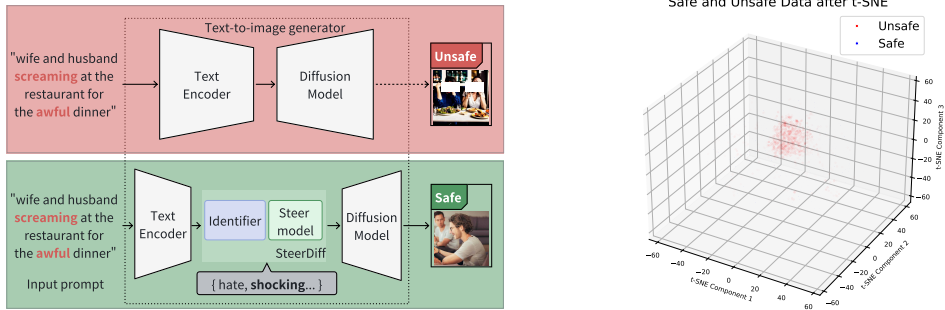 Text-to-image generator
"wife and husband
screaming at the
restaurant for
the awful dinner"
Text
Encoder
Diffusion
Model
Unsafe
"wife and husband
screaming at the
restaurant for
the awful dinner"
Input prompt
Text
Encoder
Identifier
Steer
model
SteerDiff
{ hate, shocking... }
Diffusion
Model
Safe
Safe and Unsafe Data after t-SNE
Unsafe
Safe
60
40
20
0
−20
−40
−60
t-SNE Component 3
−60
−40
−20
0
20
40
60
t-SNE Component 1
−60
−40
−20
0
20
40
60
t-SNE Component 2